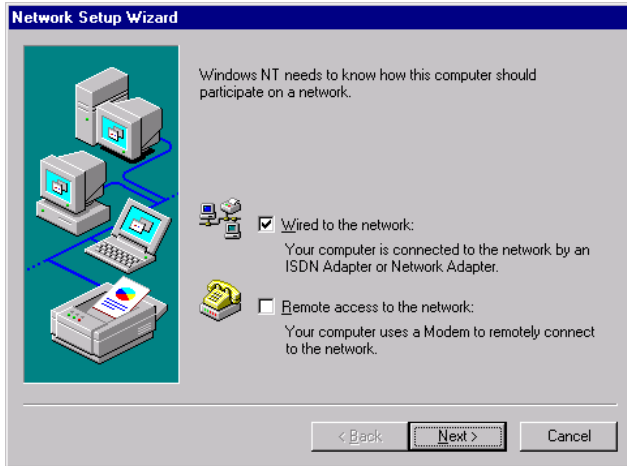 Network Setup Wizard
Windows NT needs to know how this computer should
participate on a network.
Wired to the network:
Your computer is connected to the network by an
ISDN Adapter or Network Adapter.
Remote access to the network:
Your computer uses a Modem to remotely connect
to the network.
< Back
Next >
Cancel